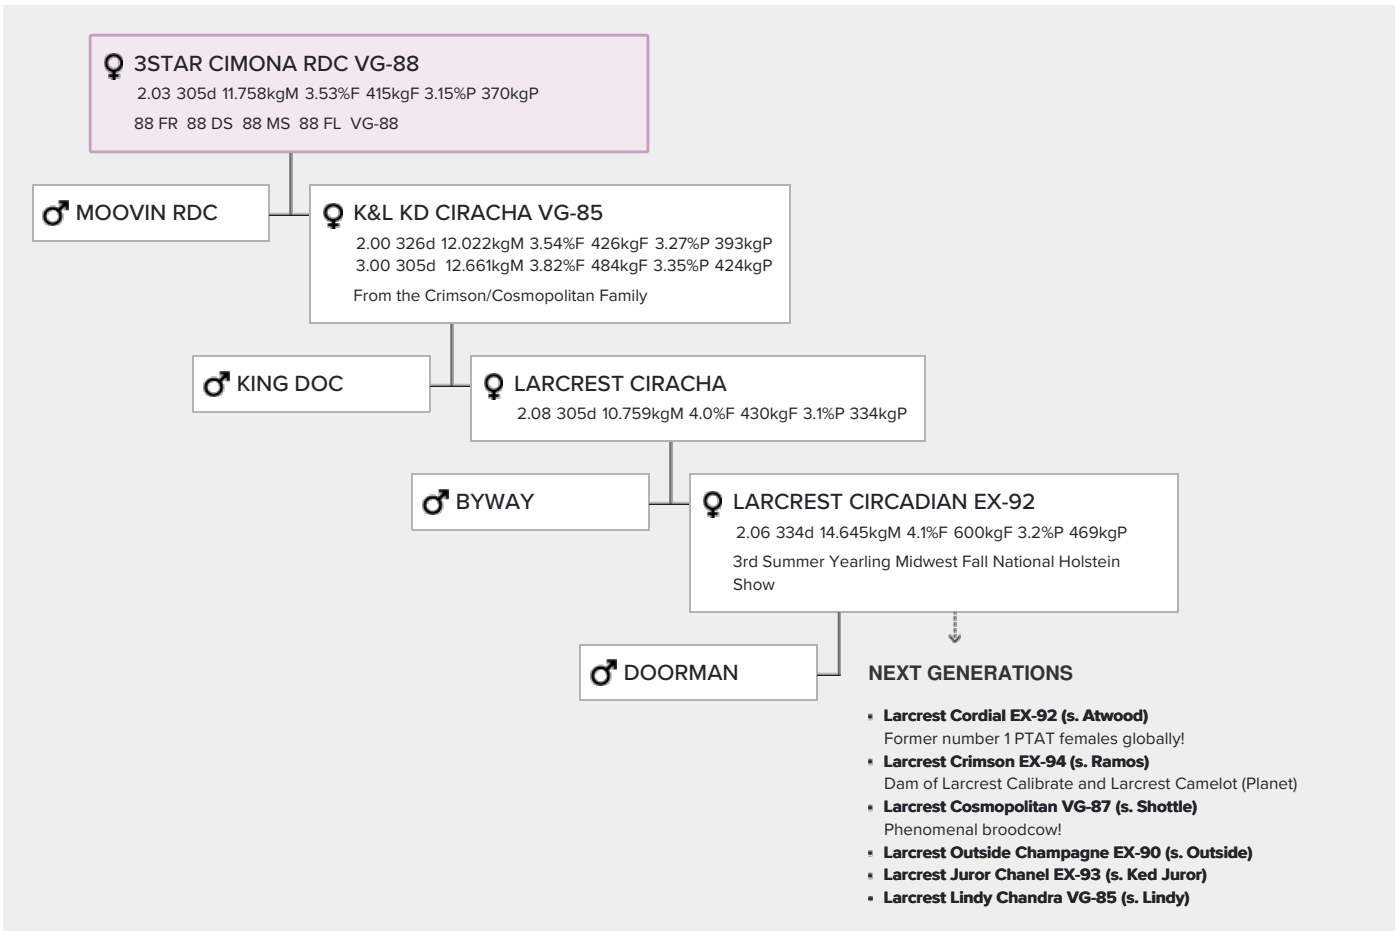 3STAR CIMONA RDC VG-88
2.03 305d 11.758kgM 3.53%F 415kgF 3.15%P 370kgP
88 FR 88 DS 88 MS 88 FL VG-88
MOOVIN RDC
K&L KD CIRACHA VG-85
2.00 326d 12.022kgM 3.54%F 426kgF 3.27%P 393kgP
3.00 305d 12.661kgM 3.82%F 484kgF 3.35%P 424kgP
From the Crimson/Cosmopolitan Family
KING DOC
LARCREST CIRACHA
2.08 305d 10.759kgM 4.0%F 430kgF 3.1%P 334kgP
BYWAY
LARCREST CIRCADIAN EX-92
2.06 334d 14.645kgM 4.1%F 600kgF 3.2%P 469kgP
3rd Summer Yearling Midwest Fall National Holstein
Show
DOORMAN
NEXT GENERATIONS
Larcrest Cordial EX-92 (s. Atwood)
Former number 1 PTAT females globally!
Larcrest Crimson EX-94 (s. Ramos)
Dam of Larcrest Calibrate and Larcrest Camelot (Planet)
Larcrest Cosmopolitan VG-87 (s. Shottle)
Phenomenal broodcow!
Larcrest Outside Champagne EX-90 (s. Outside)
Larcrest Juror Chanel EX-93 (s. Ked Juror)
Larcrest Lindy Chandra VG-85 (s. Lindy)